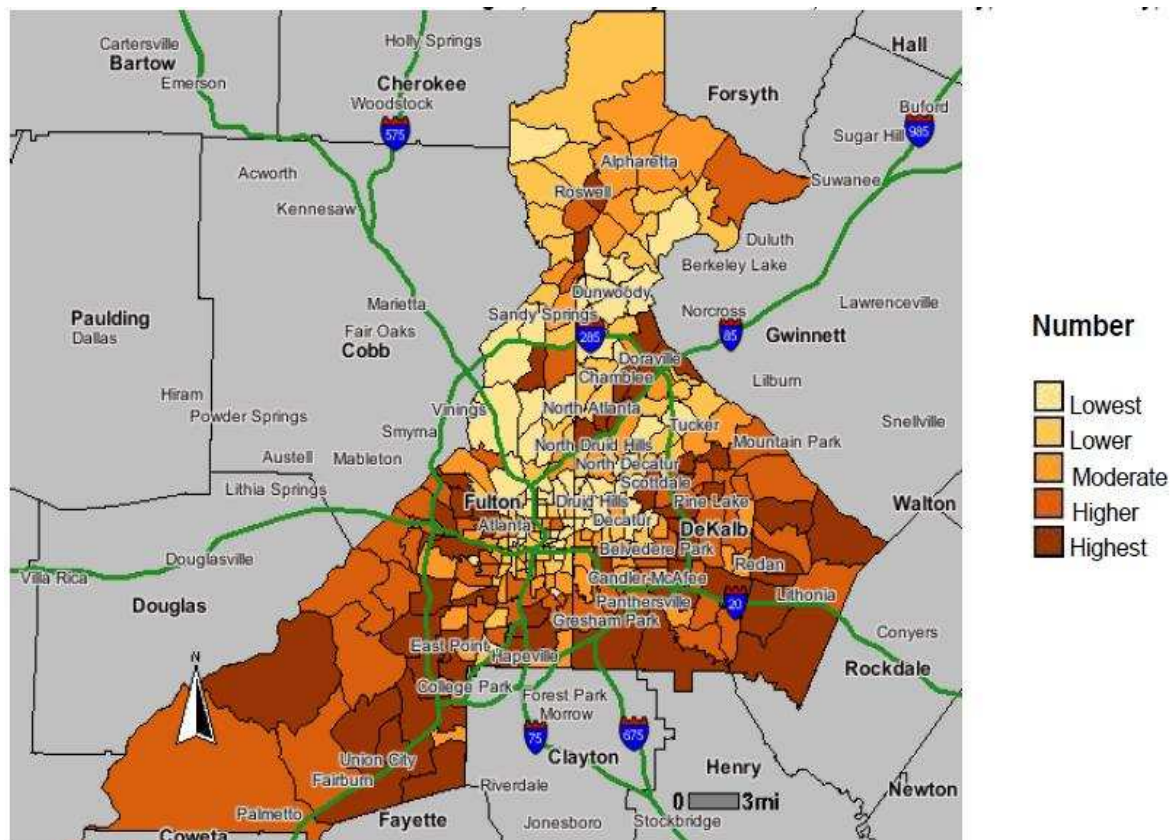 Cartersville
Bartow
Emerson
Holly Springs
Cherokee
Woodstock
575
Hall
Forsyth
Buford
985
Sugar Hill
Suwanee
Acworth
Kennesaw
Alpharetta
Roswell
Duluth
Berkeley Lake
Dunwoody
Marietta
Sandy Springs
Norcross
Lawrenceville
Paulding
Dallas
Fair Oaks
Cobb
285
85
Gwinnett
Doraville
Chamblee
Lilburn
Hiram
Powder Springs
Vinings
North Atlanta
Smyrna
Tucker
Snellville
Mountain Park
North Druid Hills
Austell
Mableton
North Decatur
Lithia Springs
Scottdale
Fulton
Druid Hills
Pine Lake
Walton
Atlanta
Decatur
DeKalb
Douglasville
Belvedere Park
Redan
Villa Rica
Candler-McAfee
Lithonia
Douglas
Panthersville
20
Gresham Park
Conyers
East Point
Hapeville
Rockdale
N
College Park
Forest Park
Morrow
75
675
Union City
Clayton
Henry
Fairburn
Riverdale
Newton
0 3mi
Palmetto
Fayette
Jonesboro
Stockbridge
Coweta
Number
Lowest
Lower
Moderate
Higher
Highest